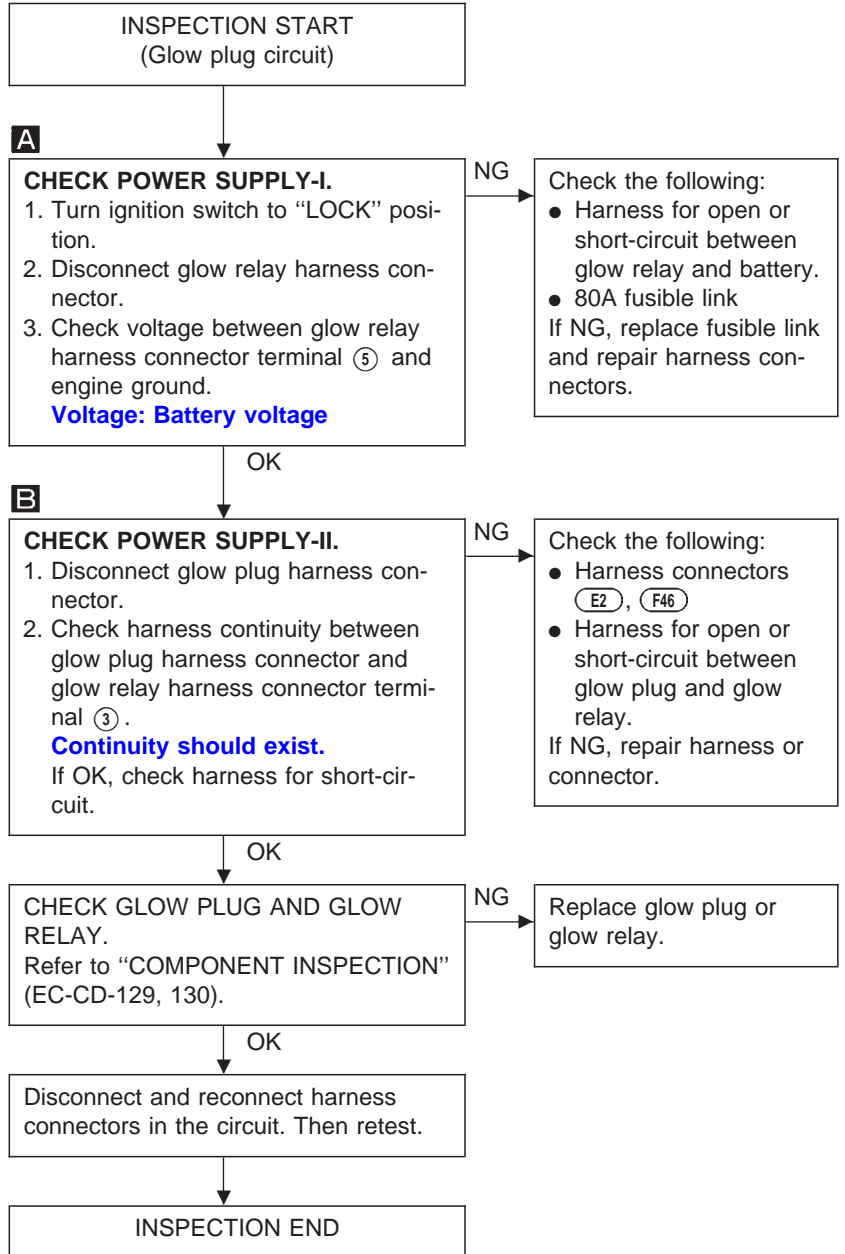 INSPECTION START
(Glow plug circuit)
A
CHECK POWER SUPPLY-I.
1. Turn ignition switch to ‘‘LOCK’’ posi-
tion.
2. Disconnect glow relay harness con-
nector.
3. Check voltage between glow relay
harness connector terminal ⑤ and
engine ground.
Voltage: Battery voltage
NG
Check the following:
● Harness for open or
short-circuit between
glow relay and battery.
● 80A fusible link
If NG, replace fusible link
and repair harness con-
nectors.
OK
B
CHECK POWER SUPPLY-II.
1. Disconnect glow plug harness con-
nector.
2. Check harness continuity between
glow plug harness connector and
glow relay harness connector termi-
nal ③ .
Continuity should exist.
If OK, check harness for short-cir-
cuit.
NG
Check the following:
● Harness connectors
E2 , F46
● Harness for open or
short-circuit between
glow plug and glow
relay.
If NG, repair harness or
connector.
OK
CHECK GLOW PLUG AND GLOW
RELAY.
Refer to ‘‘COMPONENT INSPECTION’’
(EC-CD-129, 130).
NG
Replace glow plug or
glow relay.
OK
Disconnect and reconnect harness
connectors in the circuit. Then retest.
INSPECTION END